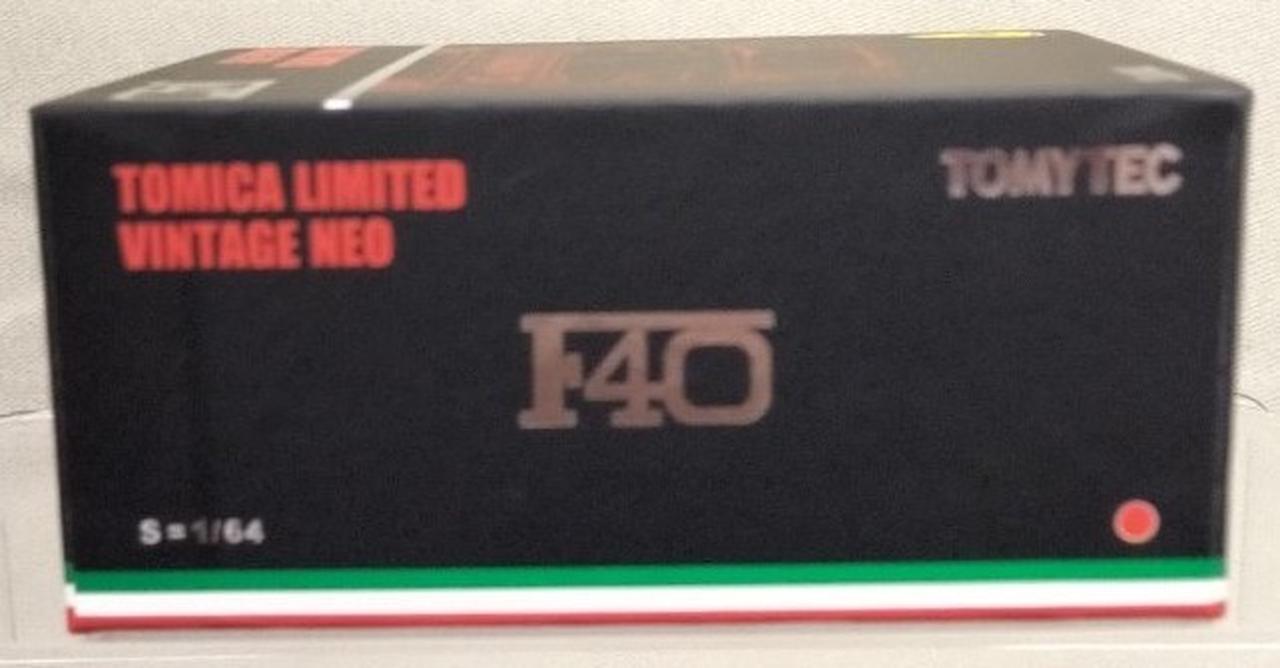 TOMICA LIMITED
VINTAGE NEO
TOMYTEC
F40
S=1/64